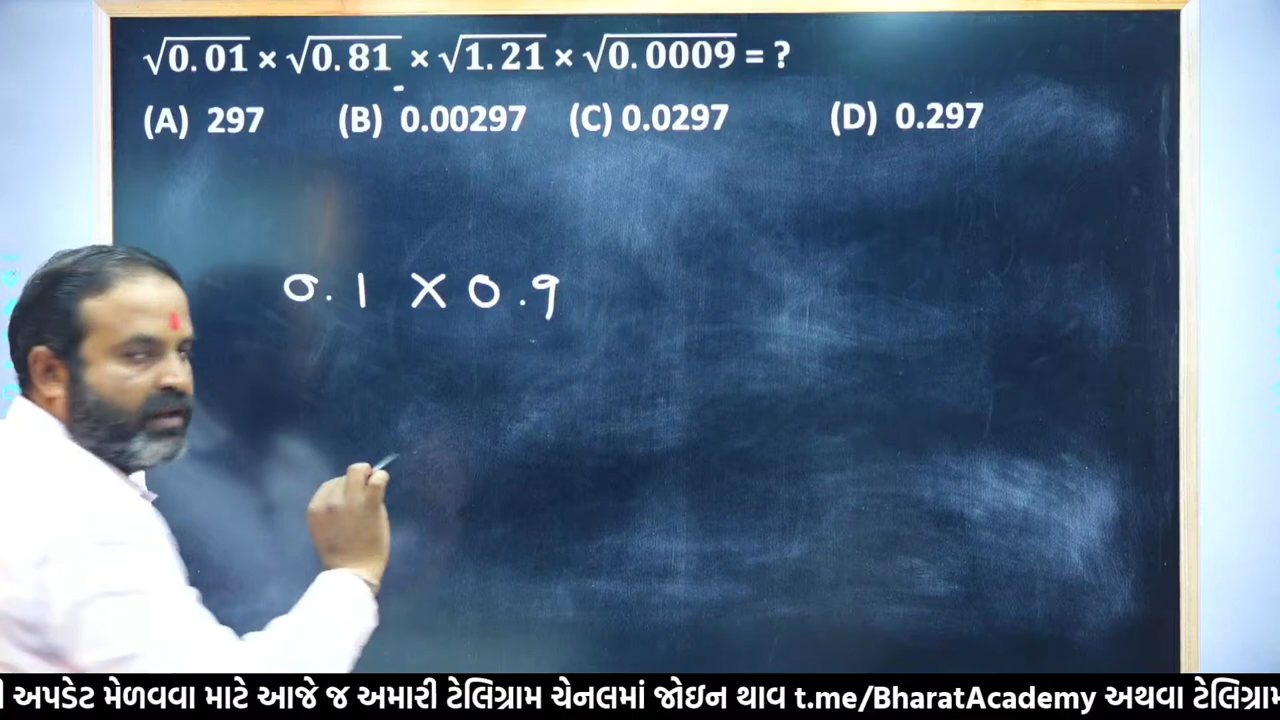 √0.01 × √0.81 × √1.21 × √0.0009 = ?
(A) 297 (B) 0.00297 (C) 0.0297 (D) 0.297
0.1 X 0.9
અપડેટ મેળવવા માટે આજે જ અમારી ટેલિગ્રામ ચેનલમાં જોઇન થાવ t.me/BharatAcademy અથવા